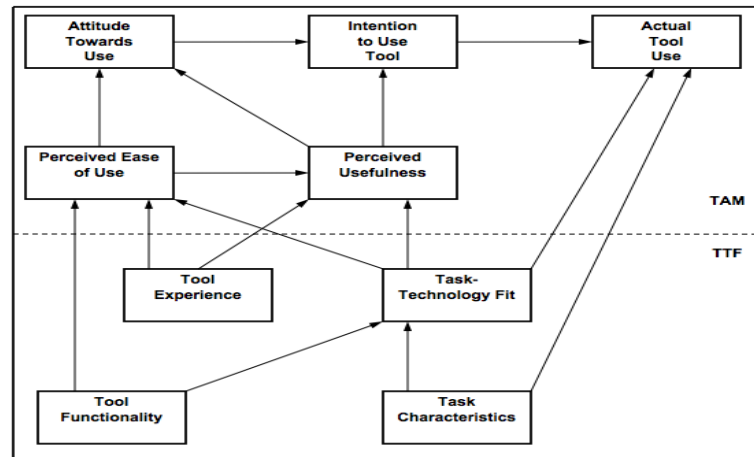 Attitude
Towards
Use
Intention
to Use
Tool
Actual
Tool
Use
Perceived Ease
of Use
Perceived
Usefulness
TAM
TTF
Tool
Experience
Task-
Technology Fit
Tool
Functionality
Task
Characteristics